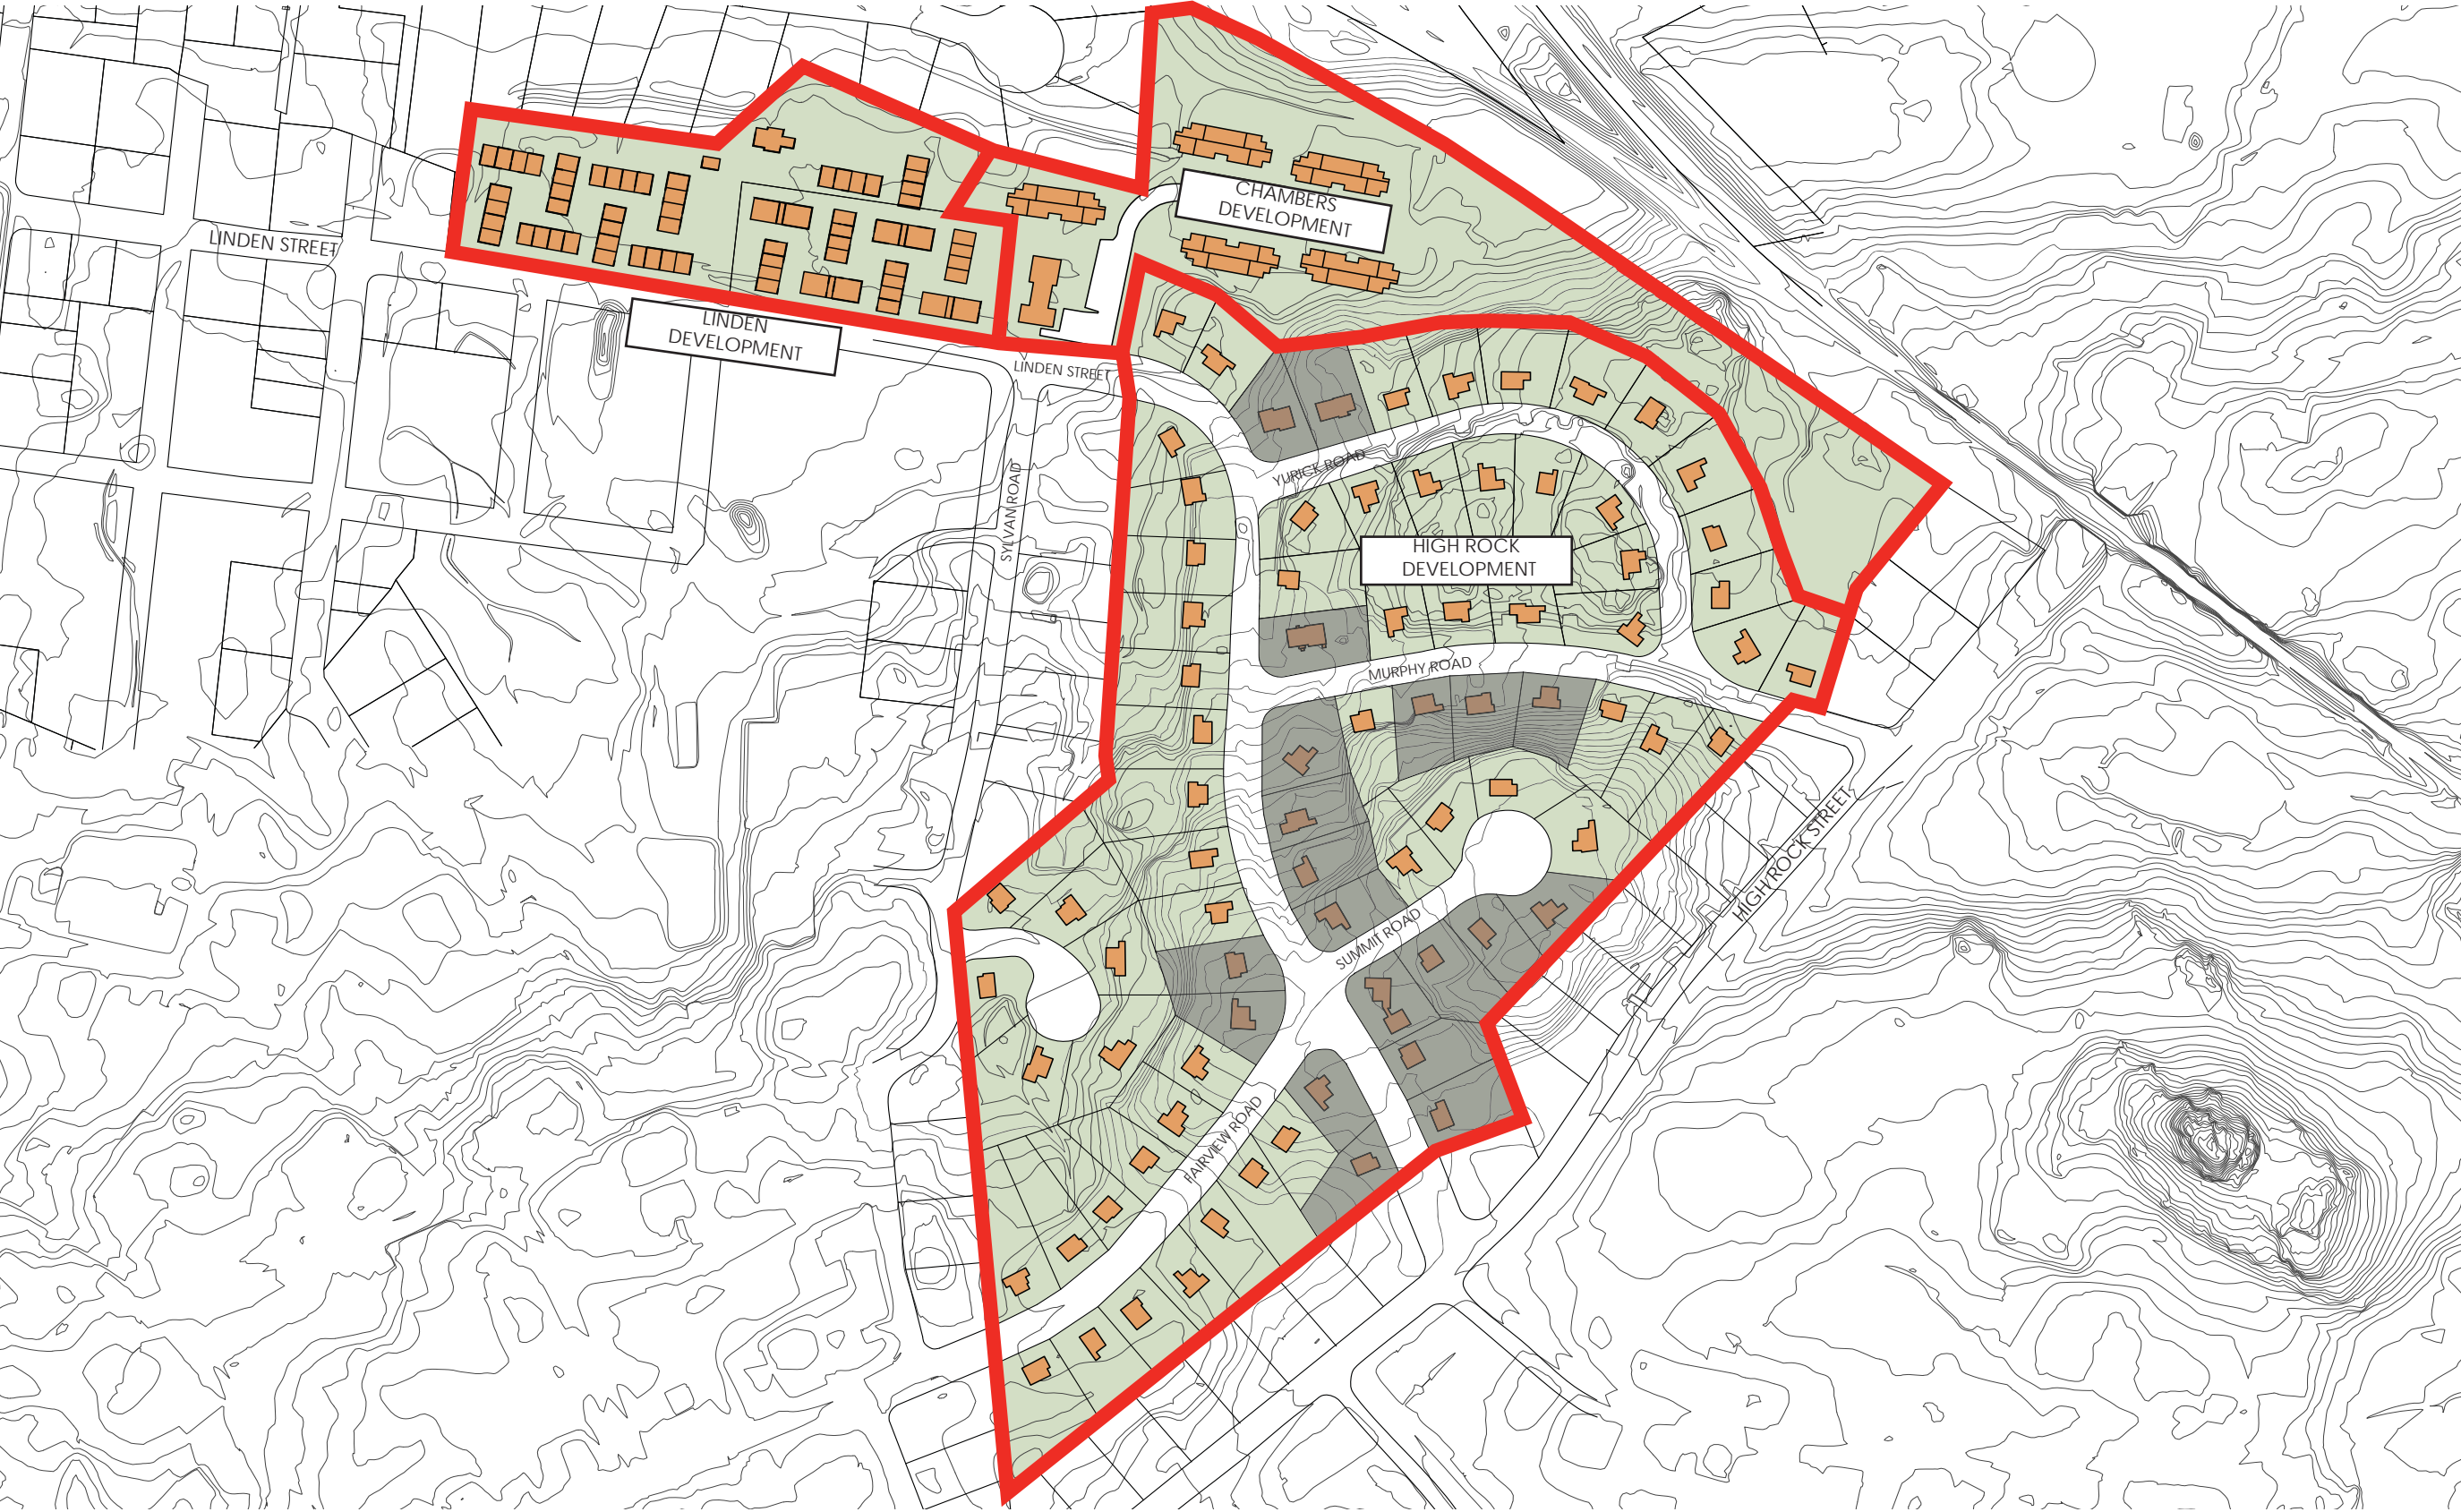 CHAMBERS
DEVELOPMENT
LINDEN STREET
LINDEN
DEVELOPMENT
LINDEN STREET
YURICK ROAD
SYLVAN ROAD
HIGH ROCK
DEVELOPMENT
MURPHY ROAD
HIGH ROCK STREET
SUMMIT ROAD
FAIRVIEW ROAD